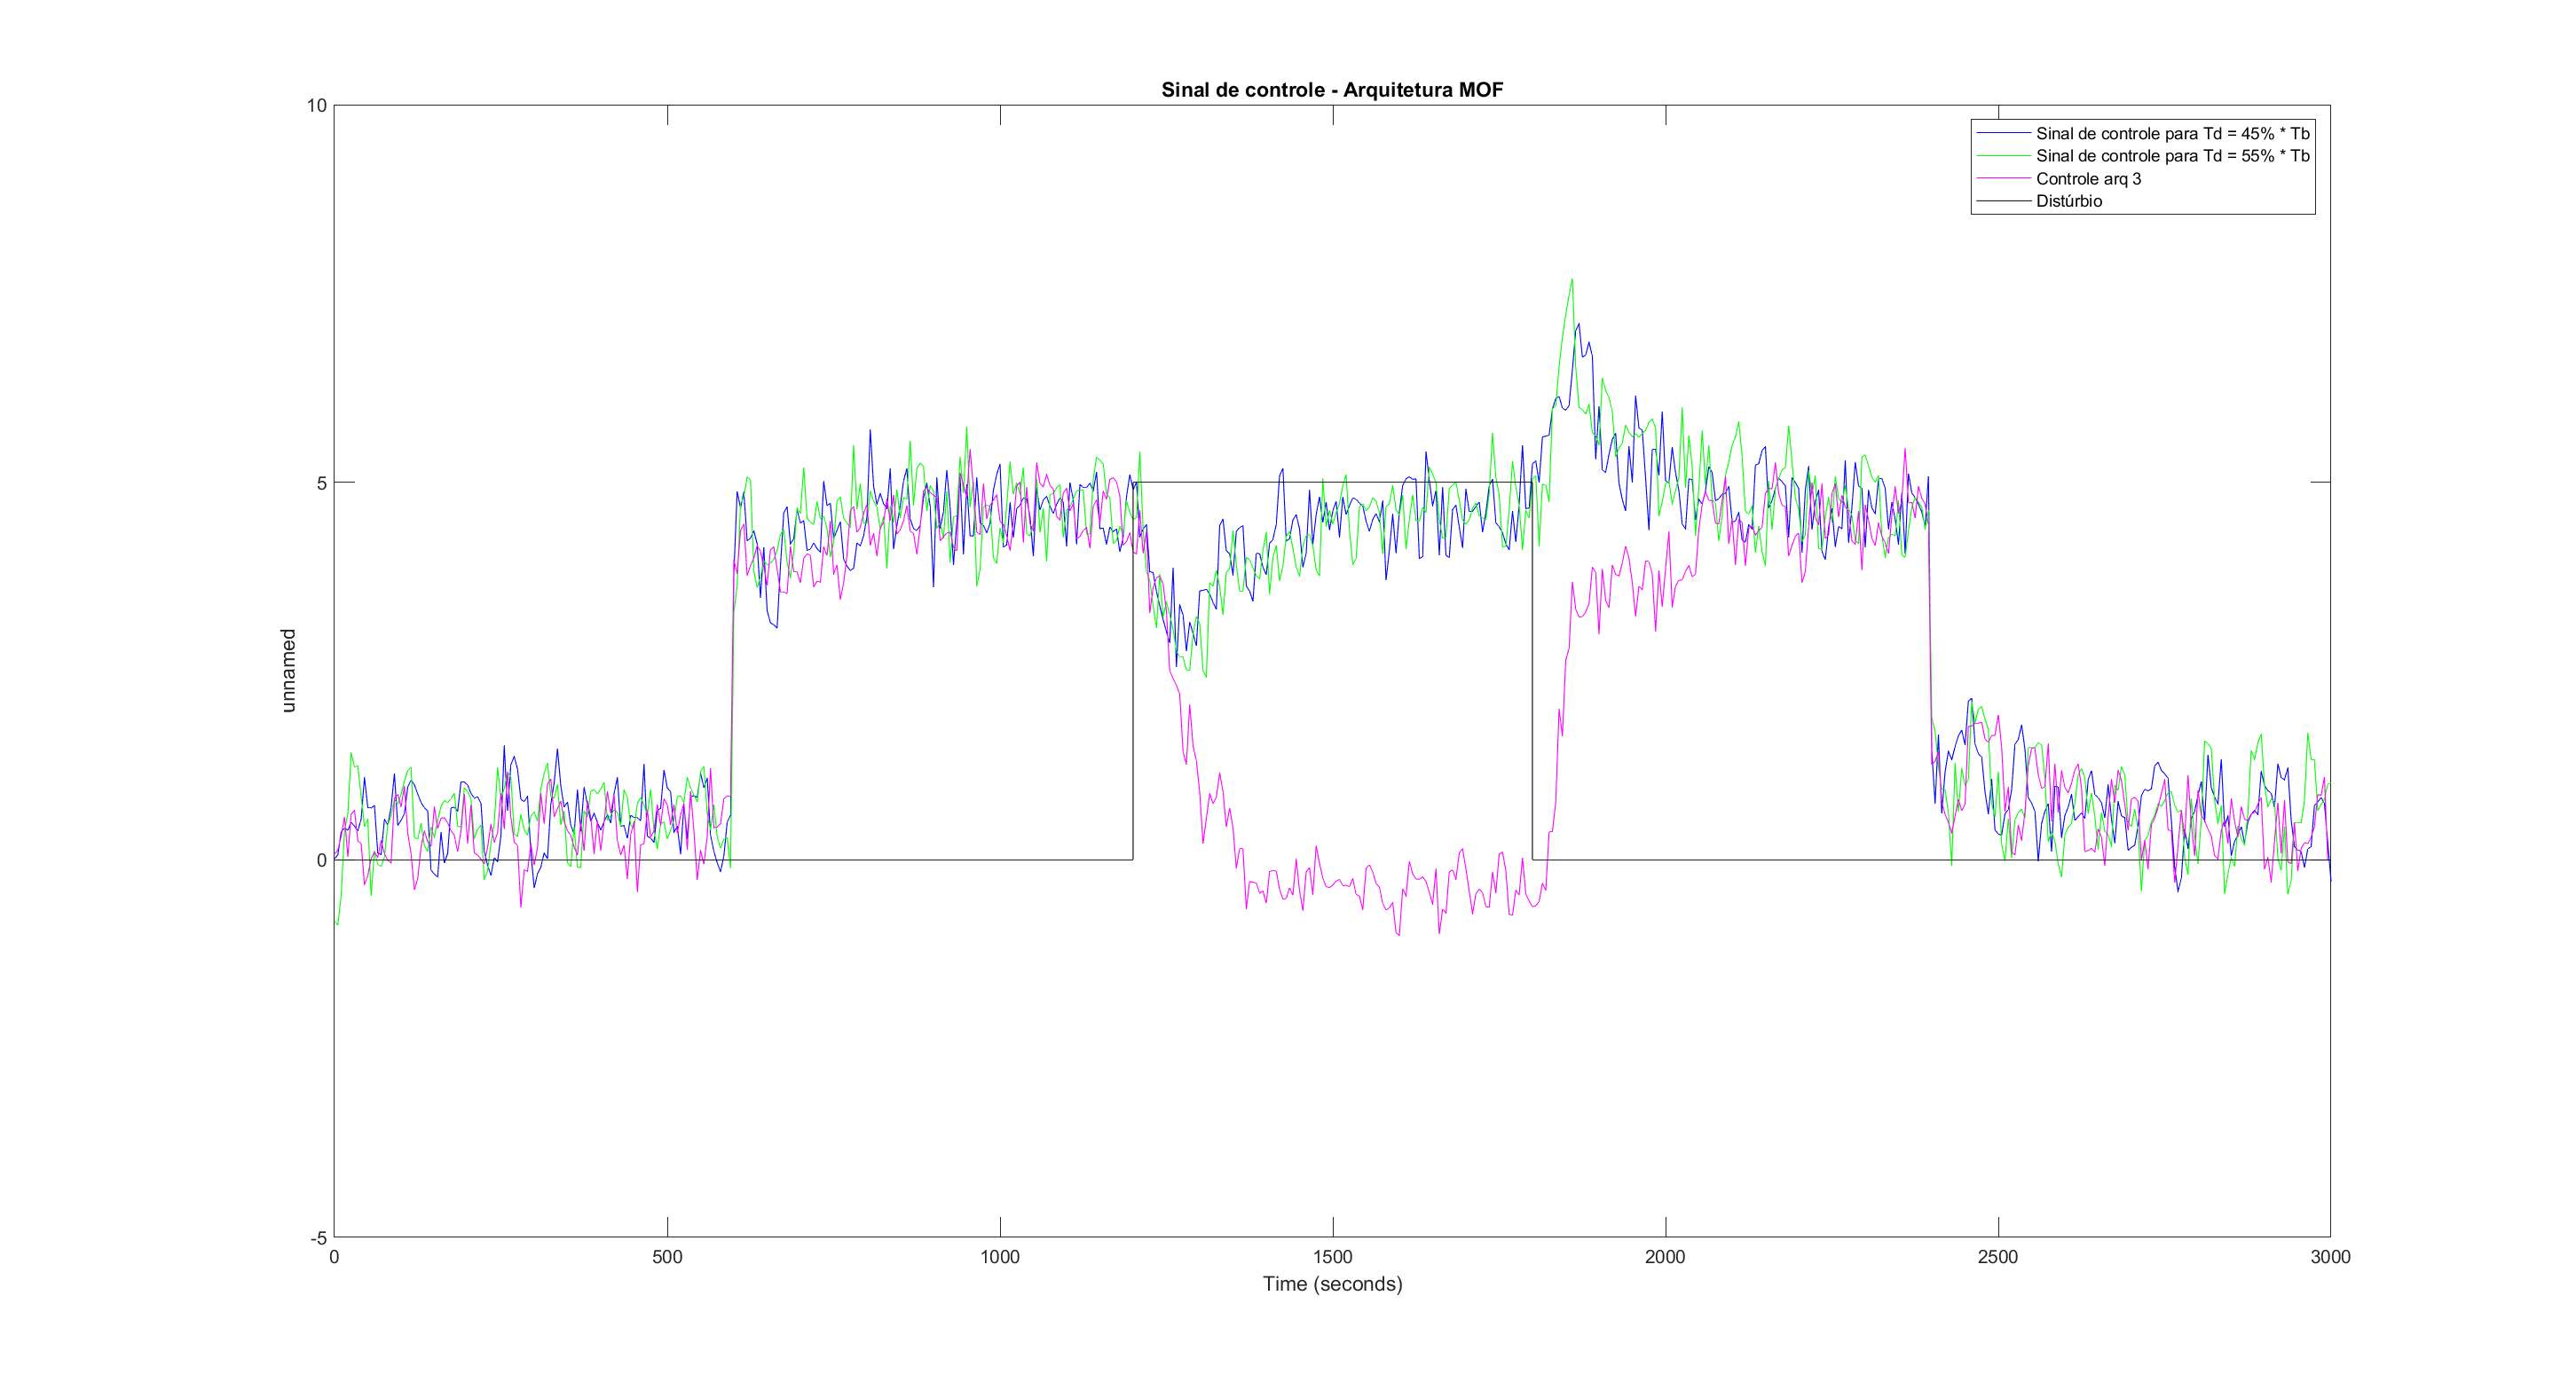 Sinal de controle - Arquitetura MOF
10
5
0
-5
unnamed
Sinal de controle para Td = 45% * Tb
Sinal de controle para Td = 55% * Tb
Controle arq 3
Distúrbio
0 500 1000 1500 2000 2500 3000
Time (seconds)